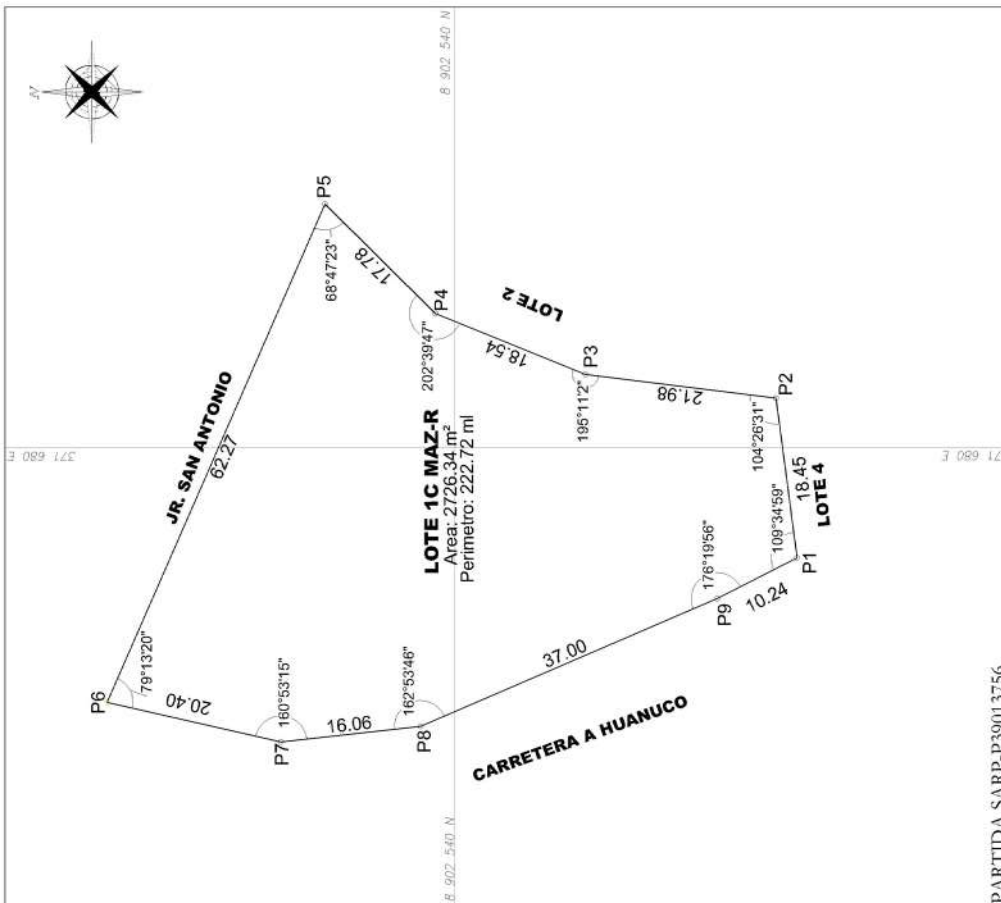 N
8 902 540 N
371 680 E
P5
68°47'23"
17.78
P4
202°39'47"
LOTE 2
18.54
P3
195°11'2"
21.98
P2
104°26'31"
18.45
LOTE 4
109°34'59"
P1
176°19'56"
P9
10.24
37.00
CARRETERA A HUANUCO
162°53'46"
P8
16.06
160°53'15"
P7
20.40
79°13'20"
P6
JR. SAN ANTONIO
62.27
LOTE 1C MAZ-R
Area: 2726.34 m²
Perimetro: 222.72 ml
8 902 540 N
71 680 E
PARTIDA SARP-P39013756